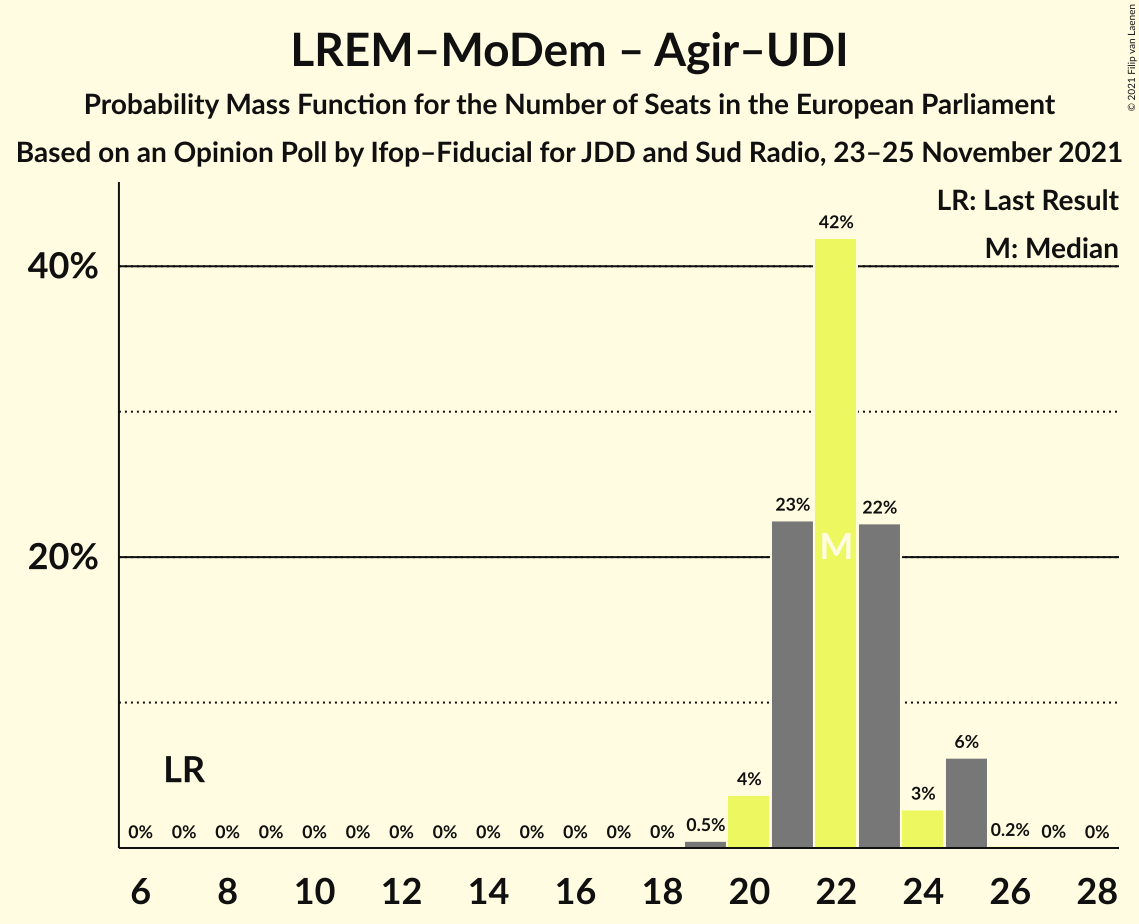 LREM–MoDem – Agir–UDI
Probability Mass Function for the Number of Seats in the European Parliament
Based on an Opinion Poll by Ifop–Fiducial for JDD and Sud Radio, 23–25 November 2021
© 2021 Filip van Laenen
LR: Last Result
M: Median
42%
40%
23%
22%
M
20%
6%
LR
4%
3%
0% 0% 0% 0% 0% 0% 0% 0% 0% 0% 0% 0% 0% 0.5% 0.2% 0% 0%
6 8 10 12 14 16 18 20 22 24 26 28